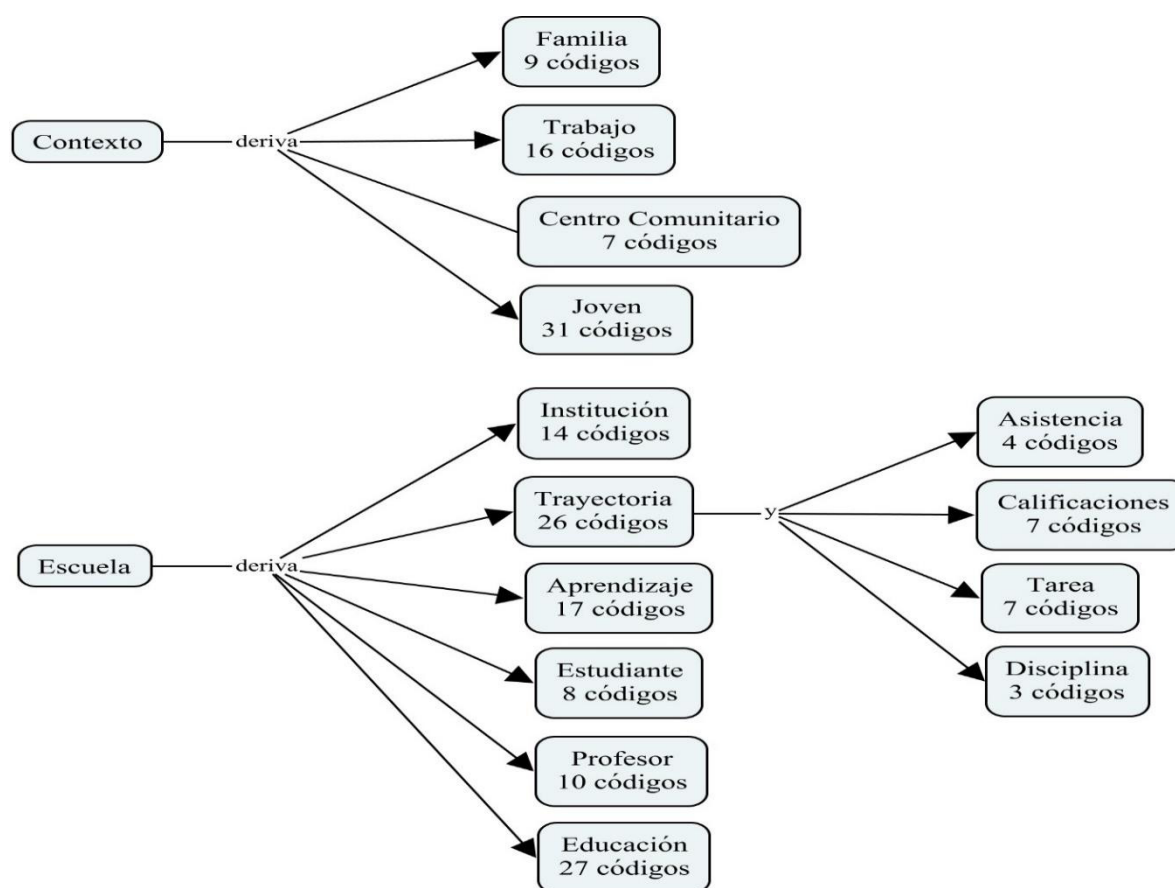 Contexto
deriva
Familia
9 códigos
Trabajo
16 códigos
Centro Comunitario
7 códigos
Joven
31 códigos
Escuela
deriva
Institución
14 códigos
Trayectoria
26 códigos
y
Asistencia
4 códigos
Calificaciones
7 códigos
Tarea
7 códigos
Disciplina
3 códigos
Aprendizaje
17 códigos
Estudiante
8 códigos
Profesor
10 códigos
Educación
27 códigos